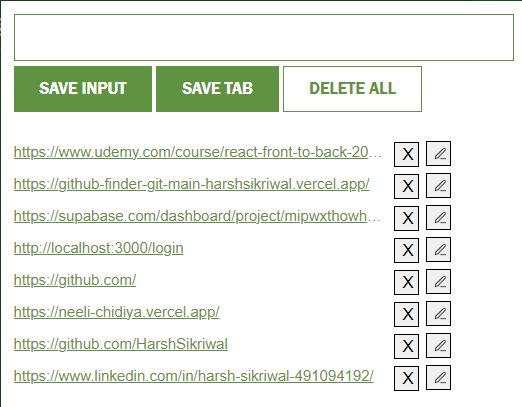 SAVE INPUT SAVE TAB DELETE ALL
https://www.udemy.com/course/react-front-to-back-20... X
https://github-finder-git-main-harshsikriwal.vercel.app/ X
https://supabase.com/dashboard/project/mipwxthowh... X
http://localhost:3000/login X
https://github.com/ X
https://neeli-chidiya.vercel.app/ X
https://github.com/HarshSikriwal X
https://www.linkedin.com/in/harsh-sikriwal-491094192/ X